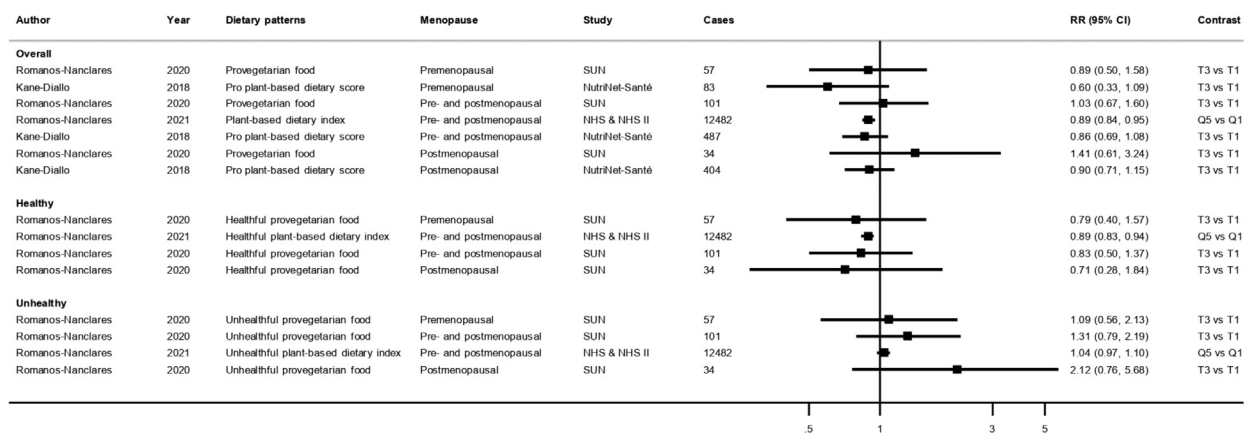 Author Year Dietary patterns Menopause Study Cases RR (95% CI) Contrast
Overall
Romanos-Nanclares 2020 Provegetarian food Premenopausal SUN 57 0.89 (0.50, 1.58) T3 vs T1
Kane-Diallo 2018 Pro plant-based dietary score Premenopausal NutriNet-Santé 83 0.60 (0.33, 1.09) T3 vs T1
Romanos-Nanclares 2020 Provegetarian food Pre- and postmenopausal SUN 101 1.03 (0.67, 1.60) T3 vs T1
Romanos-Nanclares 2021 Plant-based dietary index Pre- and postmenopausal NHS & NHS II 12482 0.89 (0.84, 0.95) Q5 vs Q1
Kane-Diallo 2018 Pro plant-based dietary score Pre- and postmenopausal NutriNet-Santé 487 0.86 (0.69, 1.08) T3 vs T1
Romanos-Nanclares 2020 Provegetarian food Postmenopausal SUN 34 1.41 (0.61, 3.24) T3 vs T1
Kane-Diallo 2018 Pro plant-based dietary score Postmenopausal NutriNet-Santé 404 0.90 (0.71, 1.15) T3 vs T1
Healthy
Romanos-Nanclares 2020 Healthful provegetarian food Premenopausal SUN 57 0.79 (0.40, 1.57) T3 vs T1
Romanos-Nanclares 2021 Healthful plant-based dietary index Pre- and postmenopausal NHS & NHS II 12482 0.89 (0.83, 0.94) Q5 vs Q1
Romanos-Nanclares 2020 Healthful provegetarian food Pre- and postmenopausal SUN 101 0.83 (0.50, 1.37) T3 vs T1
Romanos-Nanclares 2020 Healthful provegetarian food Postmenopausal SUN 34 0.71 (0.28, 1.84) T3 vs T1
Unhealthy
Romanos-Nanclares 2020 Unhealthful provegetarian food Premenopausal SUN 57 1.09 (0.56, 2.13) T3 vs T1
Romanos-Nanclares 2020 Unhealthful provegetarian food Pre- and postmenopausal SUN 101 1.31 (0.79, 2.19) T3 vs T1
Romanos-Nanclares 2021 Unhealthful plant-based dietary index Pre- and postmenopausal NHS & NHS II 12482 1.04 (0.97, 1.10) Q5 vs Q1
Romanos-Nanclares 2020 Unhealthful provegetarian food Postmenopausal SUN 34 2.12 (0.76, 5.68) T3 vs T1
.5 1 3 5